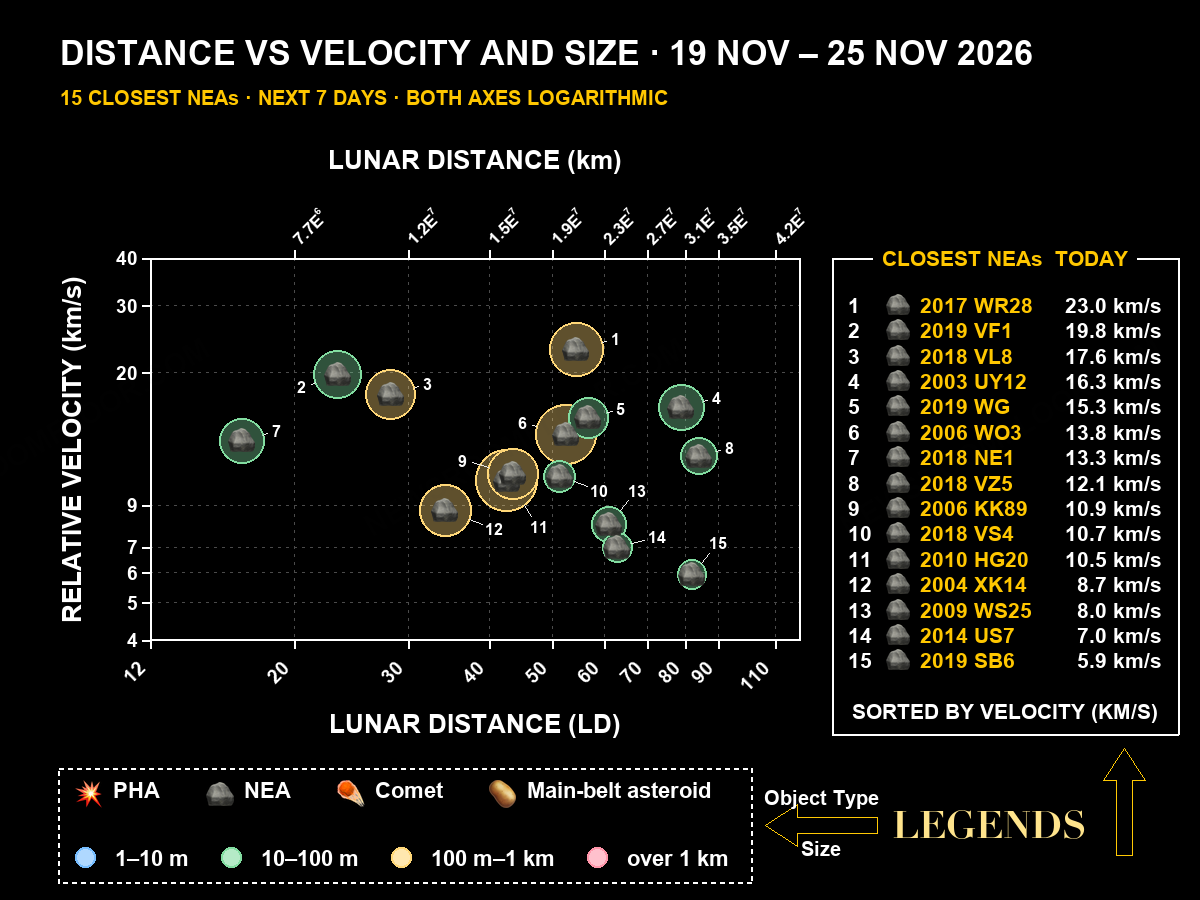 DISTANCE VS VELOCITY AND SIZE · 19 NOV – 25 NOV 2026
15 CLOSEST NEAs · NEXT 7 DAYS · BOTH AXES LOGARITHMIC
LUNAR DISTANCE (km)
7.7E⁶ 1.2E⁷ 1.5E⁷ 1.9E⁷ 2.3E⁷ 2.7E⁷ 3.1E⁷ 3.5E⁷ 4.2E⁷
RELATIVE VELOCITY (km/s)
40
30
20
9
7
6
5
4
1
2
3
4
5
6
7
8
9
10
11
12
13
14
15
12 20 30 40 50 60 70 80 90 110
LUNAR DISTANCE (LD)
CLOSEST NEAs TODAY
1 2017 WR28 23.0 km/s
2 2019 VF1 19.8 km/s
3 2018 VL8 17.6 km/s
4 2003 UY12 16.3 km/s
5 2019 WG 15.3 km/s
6 2006 WO3 13.8 km/s
7 2018 NE1 13.3 km/s
8 2018 VZ5 12.1 km/s
9 2006 KK89 10.9 km/s
10 2018 VS4 10.7 km/s
11 2010 HG20 10.5 km/s
12 2004 XK14 8.7 km/s
13 2009 WS25 8.0 km/s
14 2014 US7 7.0 km/s
15 2019 SB6 5.9 km/s
SORTED BY VELOCITY (KM/S)
PHA NEA Comet Main-belt asteroid
1–10 m 10–100 m 100 m–1 km over 1 km
Object Type
LEGENDS
Size